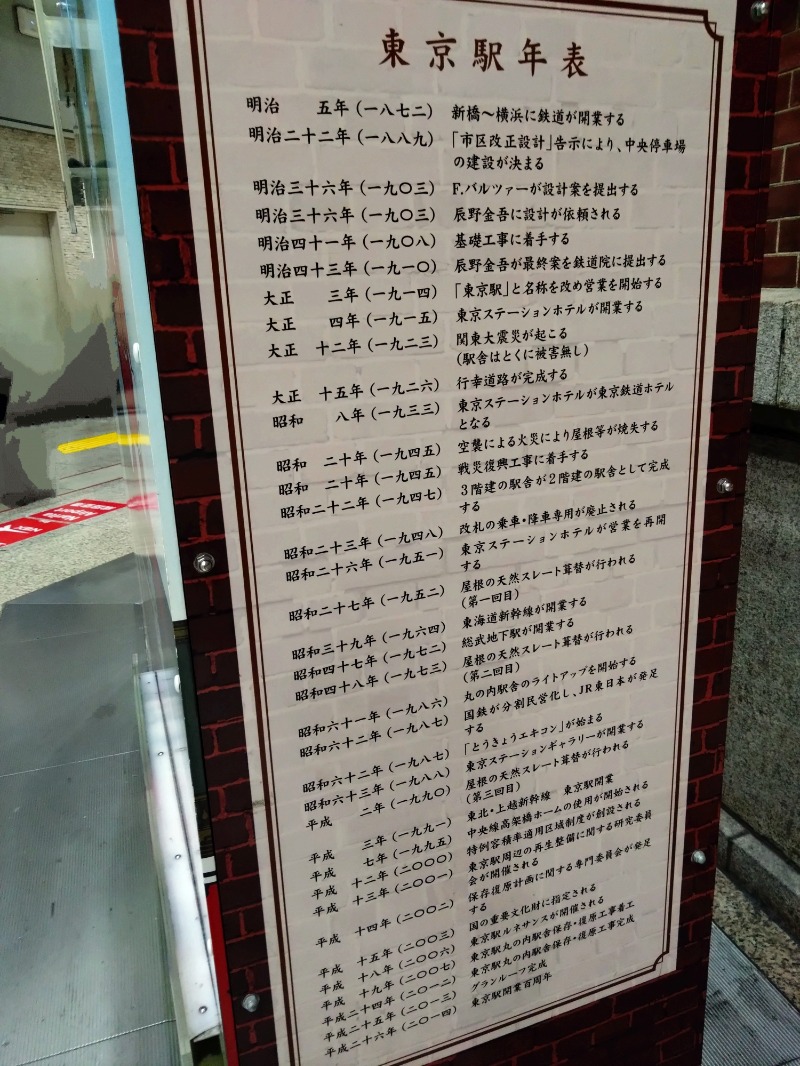 東京駅年表
明治　五年（一八七二）　新橋〜横浜に鉄道が開業する
明治二十二年（一八八九）　「市区改正設計」告示により、中央停車場
の建設が決まる
明治三十六年（一九〇三）　F.バルツァーが設計案を提出する
明治三十六年（一九〇三）　辰野金吾に設計が依頼される
明治四十一年（一九〇八）　基礎工事に着手する
明治四十三年（一九一〇）　辰野金吾が最終案を鉄道院に提出する
大正　三年（一九一四）　「東京駅」と名称を改め営業を開始する
大正　四年（一九一五）　東京ステーションホテルが開業する
大正　十二年（一九二三）　関東大震災が起こる
（駅舎はとくに被害無し）
大正　十五年（一九二六）　行幸道路が完成する
昭和　八年（一九三三）　東京ステーションホテルが東京鉄道ホテル
となる
昭和　二十年（一九四五）　空襲による火災により屋根等が焼失する
昭和　二十年（一九四五）　戦災復興工事に着手する
昭和二十二年（一九四七）　3階建の駅舎が2階建の駅舎として完成
する
昭和二十三年（一九四八）　改札の乗車・降車専用が廃止される
昭和二十六年（一九五一）　東京ステーションホテルが営業を再開
する
昭和二十七年（一九五二）　屋根の天然スレート葺替が行われる
（第一回目）
昭和三十九年（一九六四）　東海道新幹線が開業する
昭和四十七年（一九七二）　総武地下駅が開業する
昭和四十八年（一九七三）　屋根の天然スレート葺替が行われる
（第二回目）
昭和六十一年（一九八六）　丸の内駅舎のライトアップを開始する
昭和六十二年（一九八七）　国鉄が分割民営化し、JR東日本が発足
する
昭和六十二年（一九八七）　「とうきょうエキコン」が始まる
昭和六十三年（一九八八）　東京ステーションギャラリーが開業する
平成　二年（一九九〇）　屋根の天然スレート葺替が行われる
（第三回目）
平成　三年（一九九一）　東北・上越新幹線　東京駅開業
平成　七年（一九九五）　中央線高架橋ホームの使用が開始される
平成　十二年（二〇〇〇）　特例容積率適用区域制度が創設される
平成　十三年（二〇〇一）　東京駅周辺の再生整備に関する研究委員
会が開催される
平成　十四年（二〇〇二）　保存復原計画に関する専門委員会が発足
する
平成　十五年（二〇〇三）　国の重要文化財に指定される
平成　十八年（二〇〇六）　東京駅ルネサンスが開催される
平成　十九年（二〇〇七）　東京駅丸の内駅舎保存・復原工事着工
平成二十四年（二〇一二）　東京駅丸の内駅舎保存・復原工事完成
平成二十五年（二〇一三）　グランルーフ完成
平成二十六年（二〇一四）　東京駅開業百周年